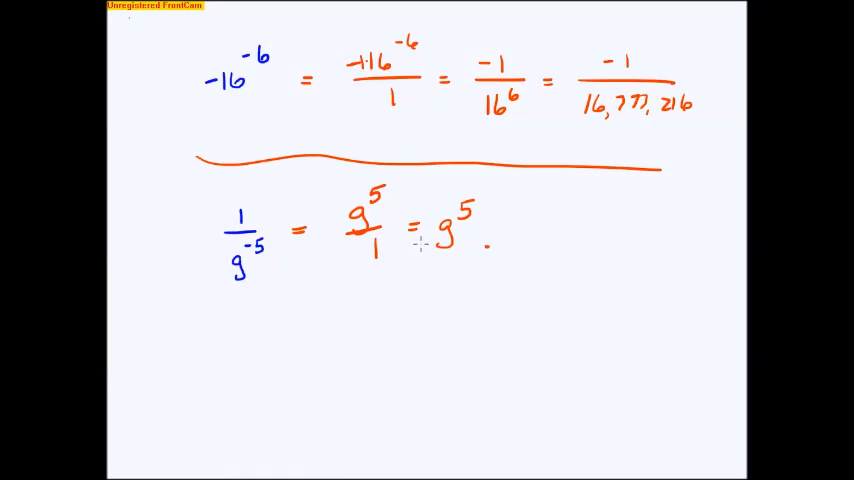 Unregistered FrontCam
-16^-6 = -1·16^-6/1 = -1/16^6 = -1/16,777,216
1/g^-5 = g^5/1 = g^5.